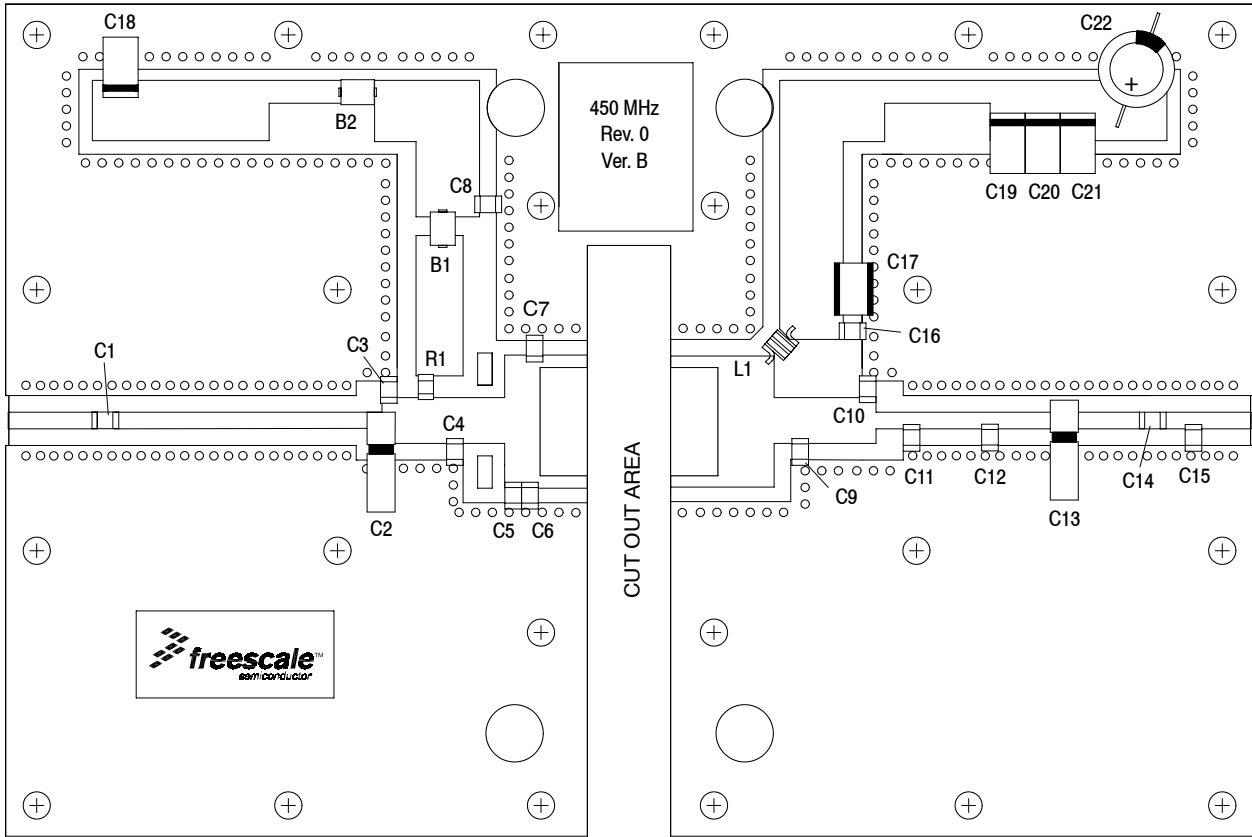 C18
C22
B2
450 MHz
Rev. 0
Ver. B
+
C8
C19 C20 C21
B1
C17
C7
C16
C1
C3
R1
L1
C10
C4
C9
C11
C12
C14
C15
C2
C5 C6
C13
CUT OUT AREA
freescale™
semiconductor